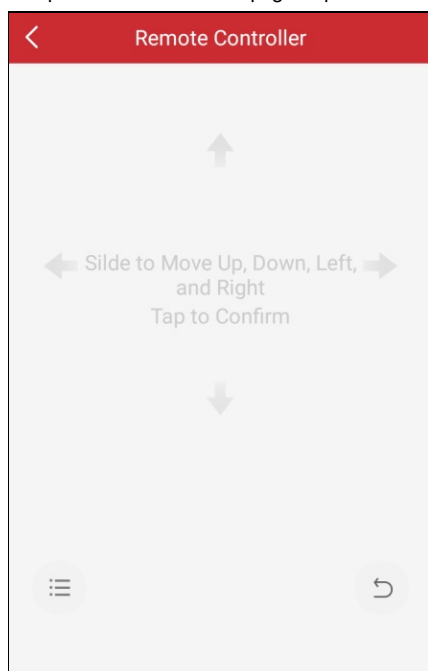 Remote Controller
Silde to Move Up, Down, Left,
and Right
Tap to Confirm